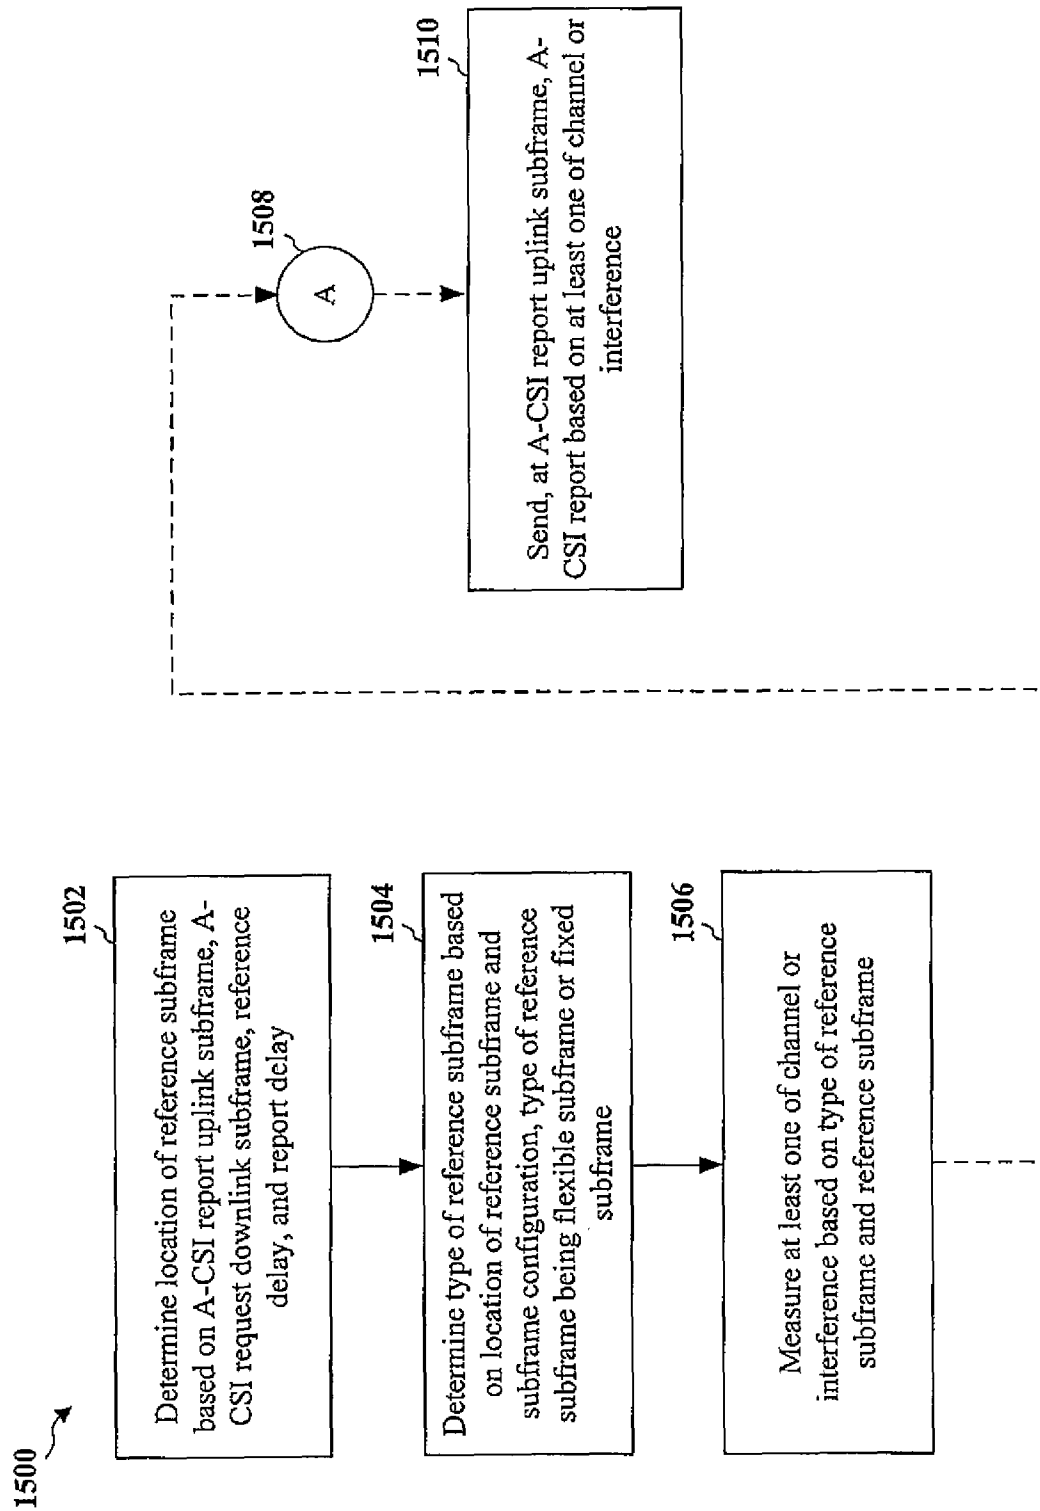 1500
1502
Determine location of reference subframe
based on A-CSI report uplink subframe, A-
CSI request downlink subframe, reference
delay, and report delay
1504
Determine type of reference subframe based
on location of reference subframe and
subframe configuration, type of reference
subframe being flexible subframe or fixed
subframe
1506
Measure at least one of channel or
interference based on type of reference
subframe and reference subframe
1508
A
1510
Send, at A-CSI report uplink subframe, A-
CSI report based on at least one of channel or
interference